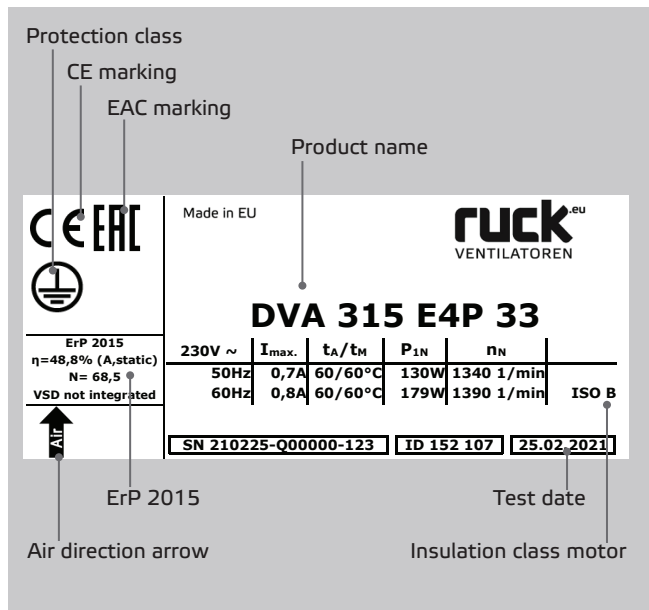 Protection class
CE marking
EAC marking
Product name
CE EAC
Made in EU
ruck.eu
VENTILATOREN
DVA 315 E4P 33
ErP 2015
η=48,8% (A,static)
N= 68,5
VSD not integrated
230V ~ Imax. tA/tM P1N nN
50Hz 0,7A 60/60°C 130W 1340 1/min
60Hz 0,8A 60/60°C 179W 1390 1/min ISO B
Air
SN 210225-Q00000-123 ID 152 107 25.02.2021
ErP 2015
Test date
Air direction arrow
Insulation class motor